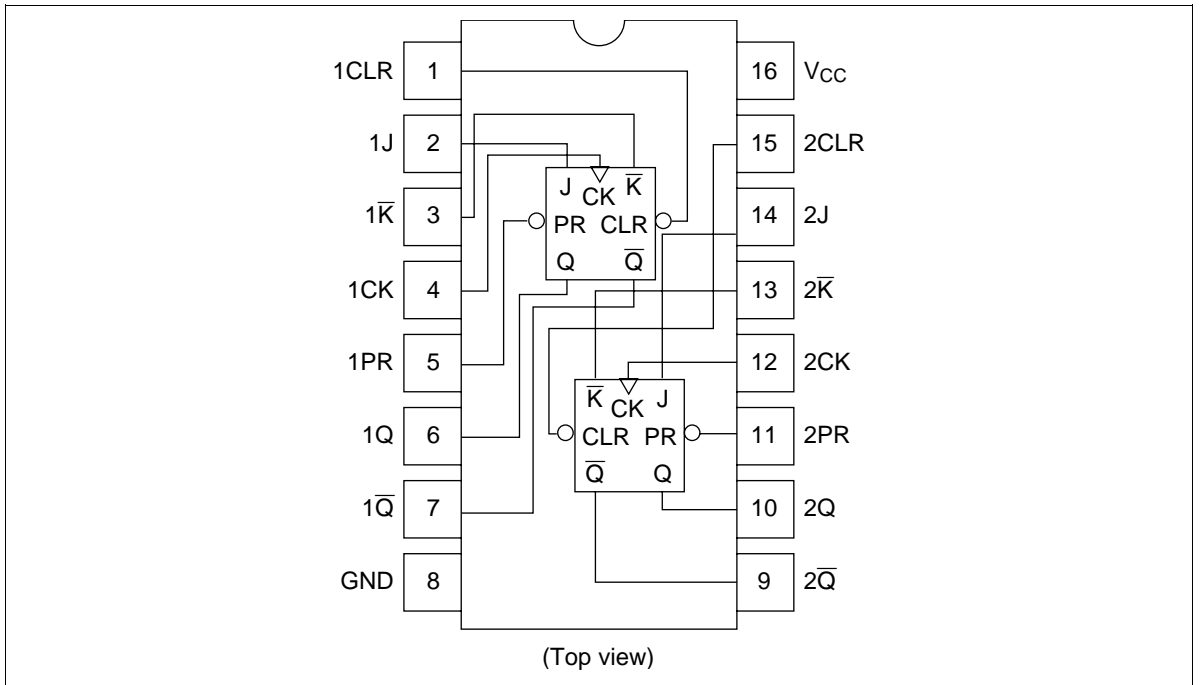 1CLR 1 16 V_CC
1J 2 15 2CLR
J CK K̅
1K̅ 3 14 2J
PR CLR
Q Q̅
1CK 4 13 2K̅
1PR 5 12 2CK
K̅ CK J
1Q 6 11 2PR
CLR PR
Q̅ Q
1Q̅ 7 10 2Q
GND 8 9 2Q̅
(Top view)